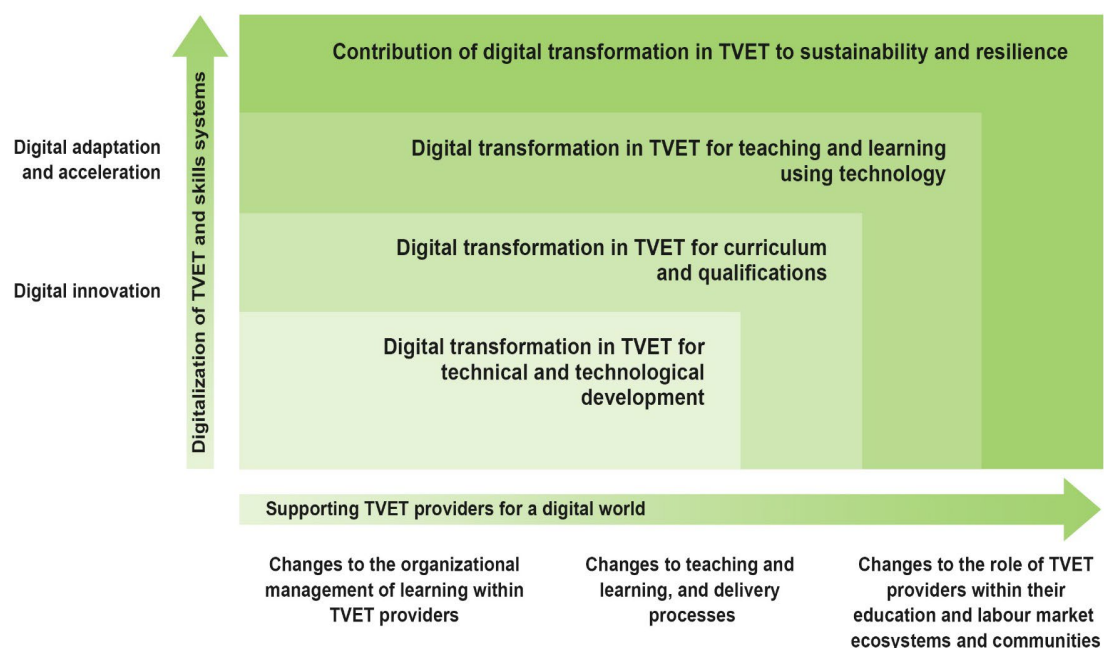 Contribution of digital transformation in TVET to sustainability and resilience
Digitalization of TVET and skills systems
Digital adaptation
and acceleration
Digital transformation in TVET for teaching and learning
using technology
Digital transformation in TVET for curriculum
and qualifications
Digital innovation
Digital transformation in TVET for
technical and technological
development
Supporting TVET providers for a digital world
Changes to the organizational
management of learning within
TVET providers
Changes to teaching and
learning, and delivery
processes
Changes to the role of TVET
providers within their
education and labour market
ecosystems and communities